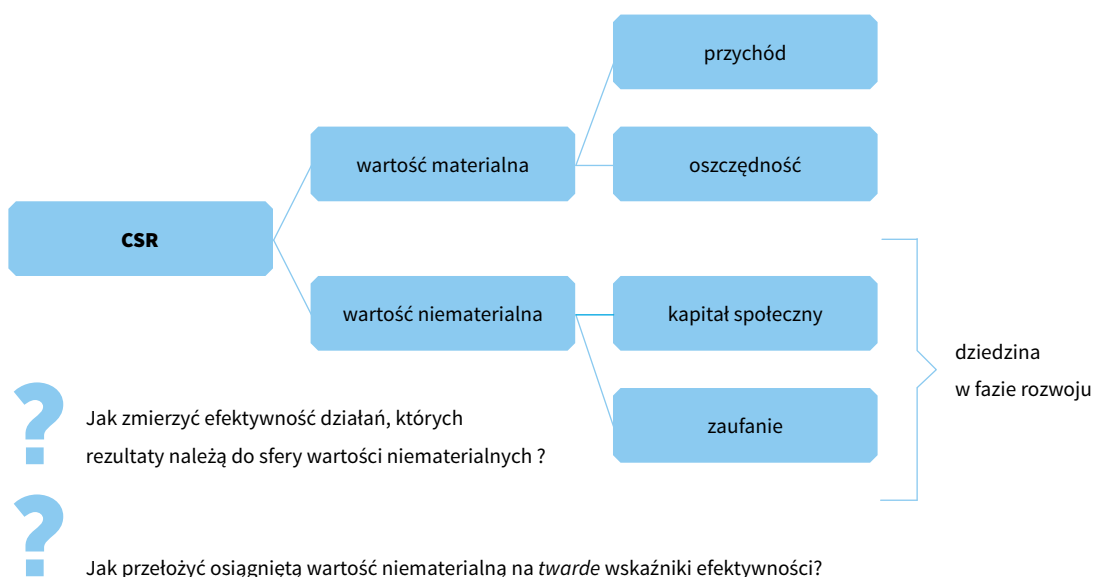 przychód
wartość materialna
oszczędność
CSR
wartość niematerialna
kapitał społeczny
zaufanie
dziedzina
w fazie rozwoju
?
Jak zmierzyć efektywność działań, których
rezultaty należą do sfery wartości niematerialnych ?
?
Jak przełożyć osiągniętą wartość niematerialną na twarde wskaźniki efektywności?